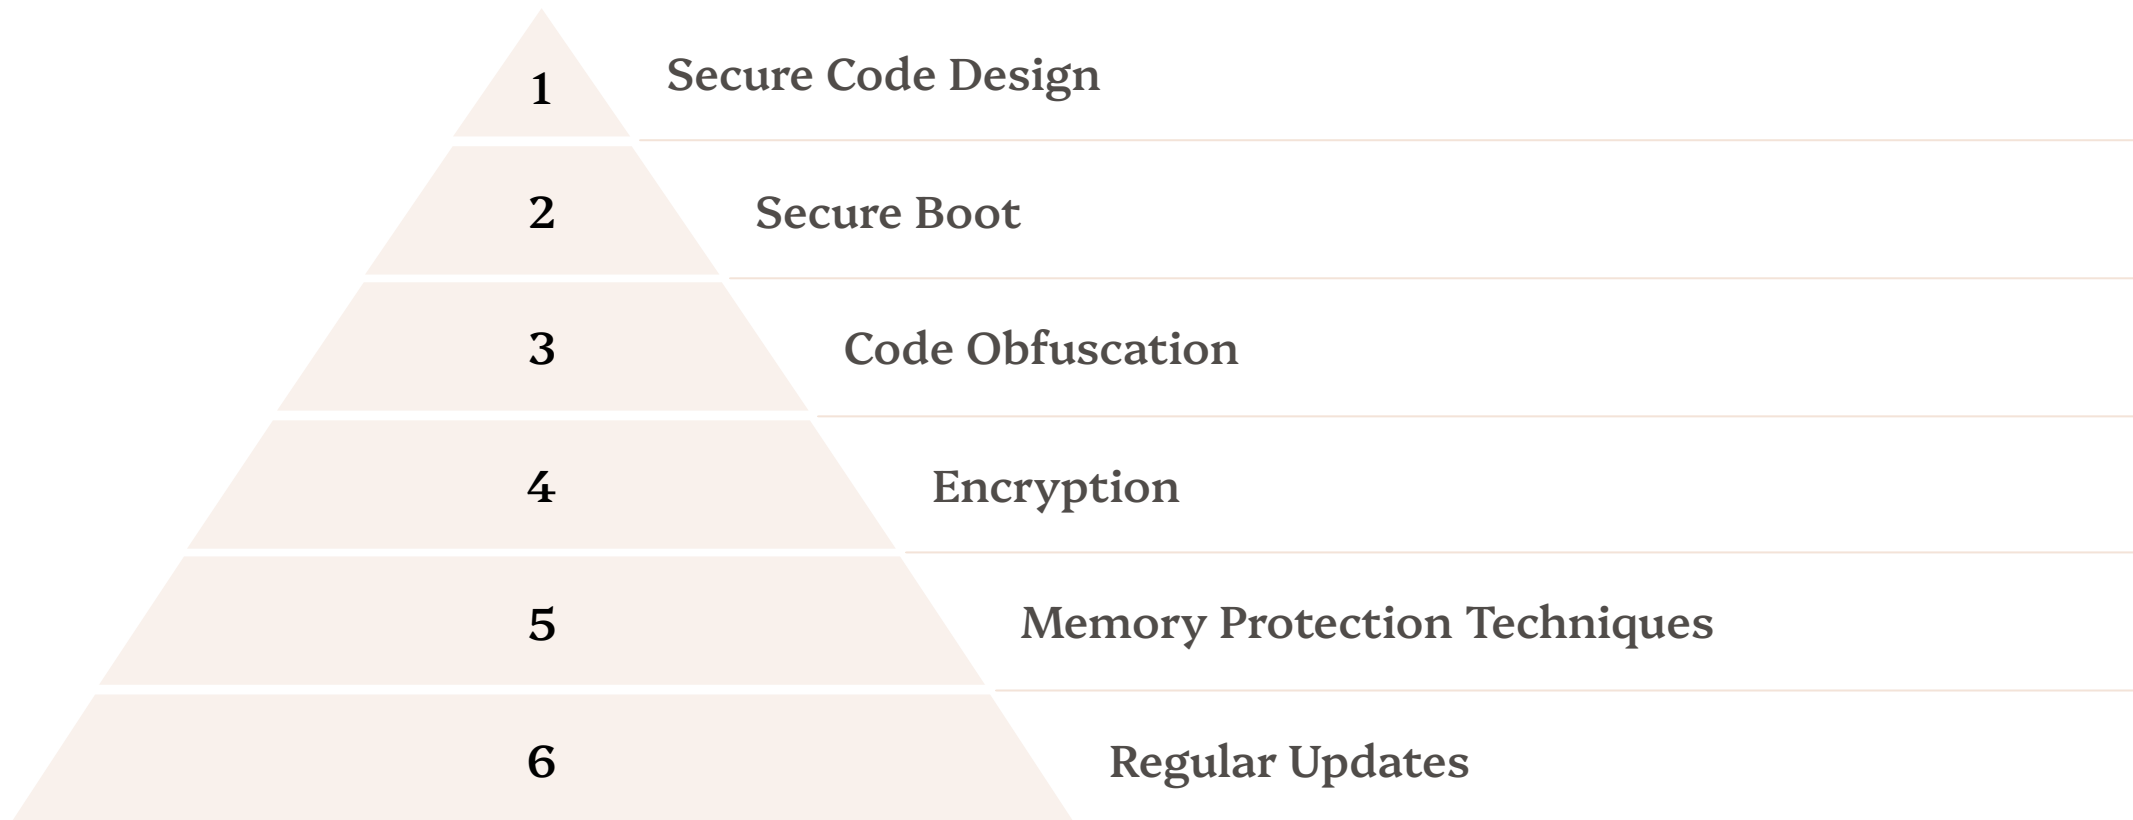 1 Secure Code Design
2 Secure Boot
3 Code Obfuscation
4 Encryption
5 Memory Protection Techniques
6 Regular Updates